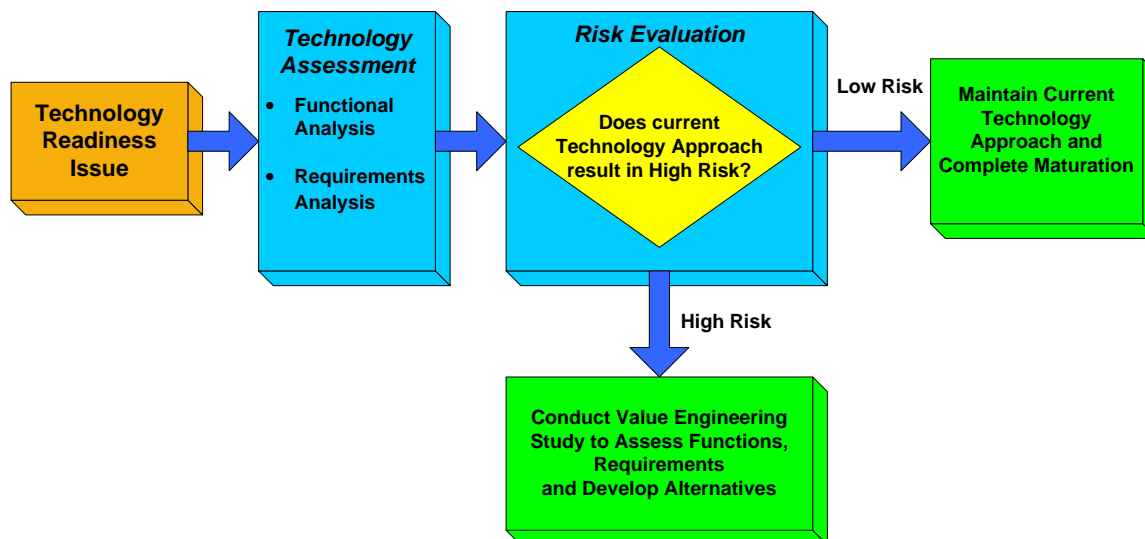 Technology
Readiness
Issue
Technology
Assessment
• Functional
Analysis
• Requirements
Analysis
Risk Evaluation
Does current
Technology Approach
result in High Risk?
Low Risk
Maintain Current
Technology
Approach and
Complete Maturation
High Risk
Conduct Value Engineering
Study to Assess Functions,
Requirements
and Develop Alternatives